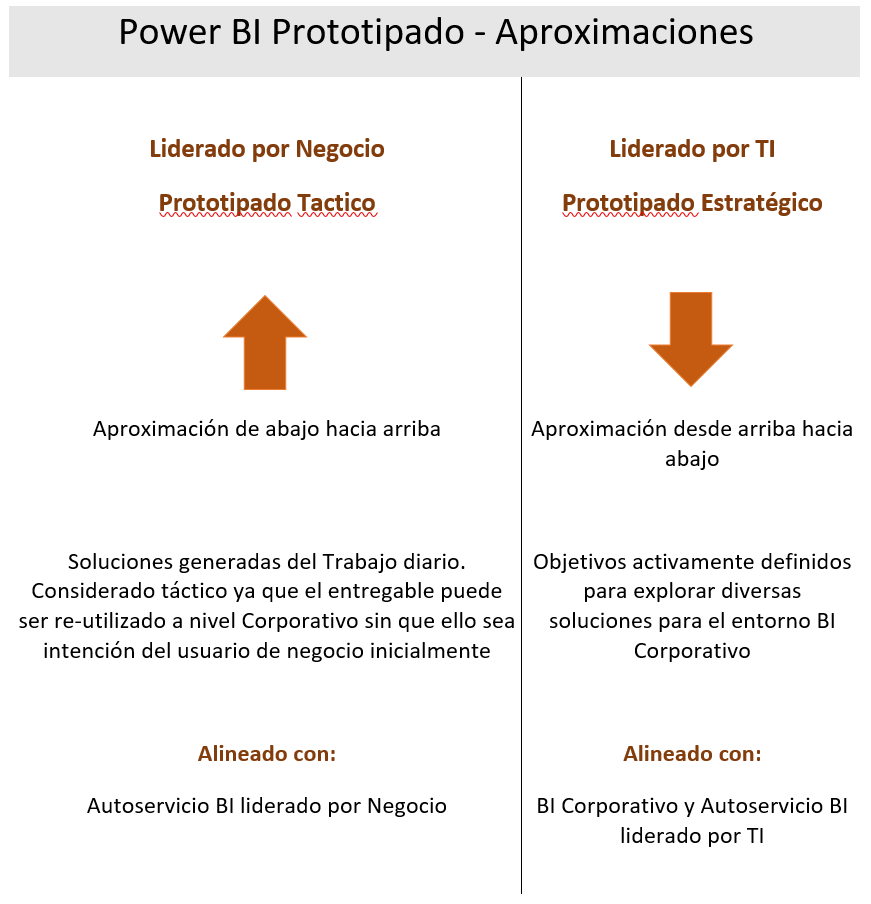 Power BI Prototipado - Aproximaciones
Liderado por Negocio
Prototipado Tactico
Aproximación de abajo hacia arriba
Soluciones generadas del Trabajo diario.
Considerado táctico ya que el entregable puede
ser re-utilizado a nivel Corporativo sin que ello sea
intención del usuario de negocio inicialmente
Alineado con:
Autoservicio BI liderado por Negocio
Liderado por TI
Prototipado Estratégico
Aproximación desde arriba hacia
abajo
Objetivos activamente definidos
para explorar diversas
soluciones para el entorno BI
Corporativo
Alineado con:
BI Corporativo y Autoservicio BI
liderado por TI